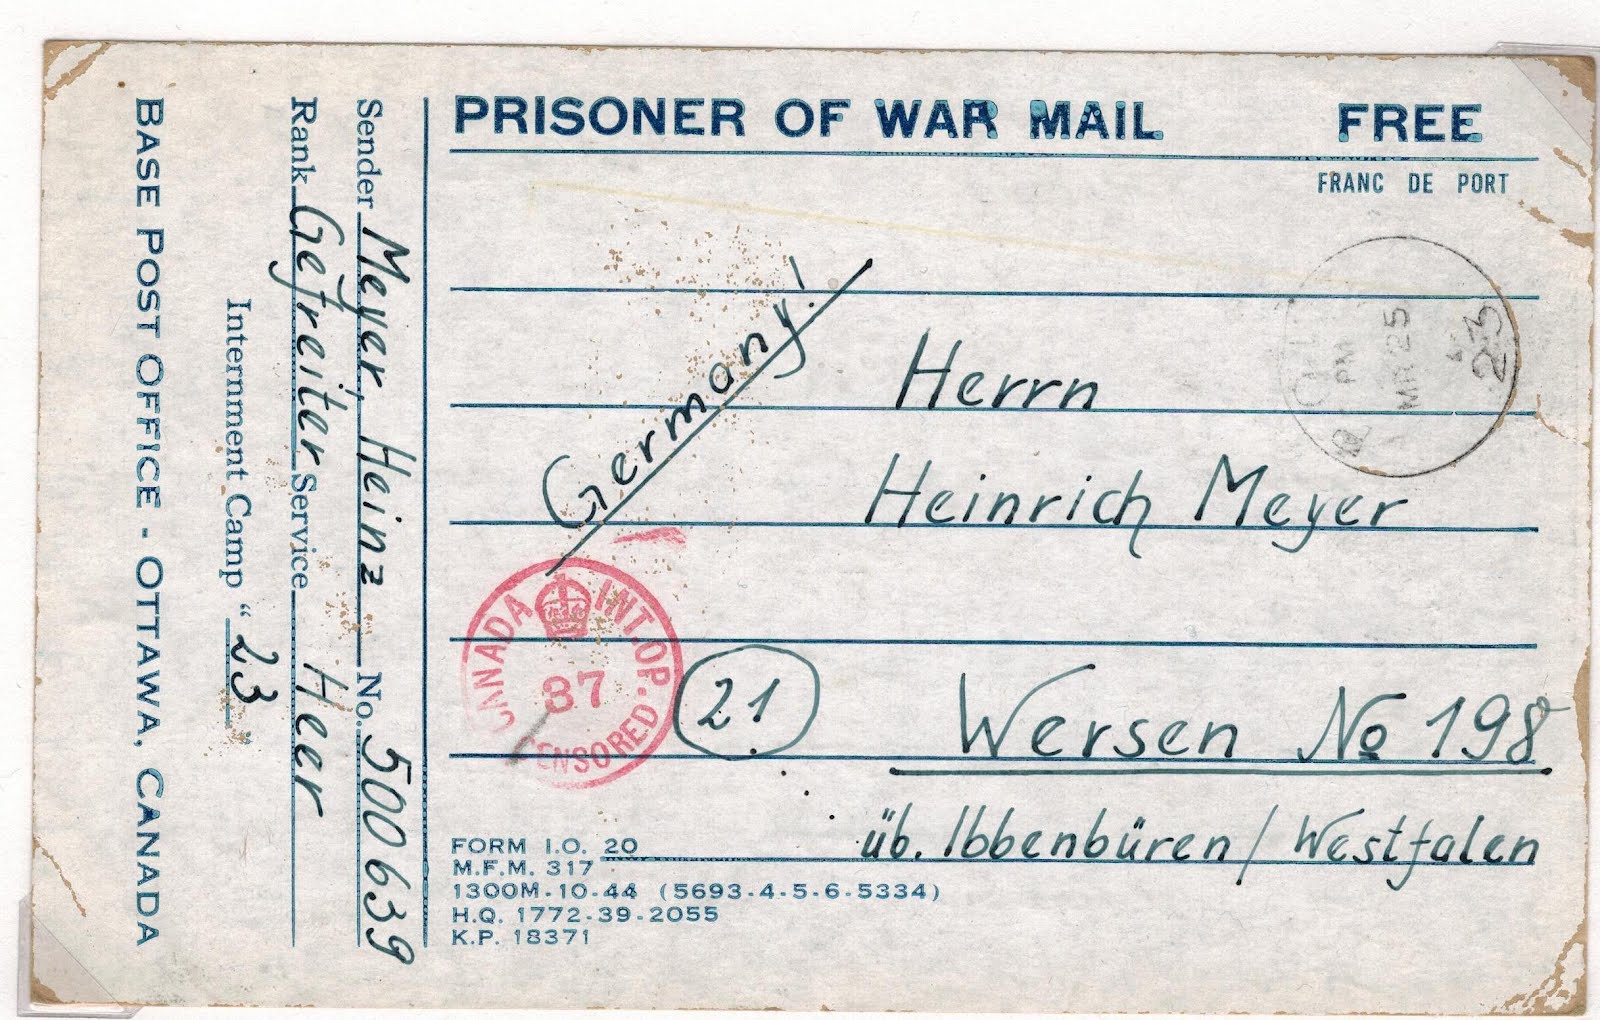 PRISONER OF WAR MAIL
FREE
FRANC DE PORT
Germany!
Herrn
Heinrich Meyer
21.
Wersen No 198
üb. Ibbenbüren / Westfalen
CANADA INT. OP.
87
CENSORED
PM
MR 25
23
FORM I.O. 20
M.F.M. 317
1300M-10-44 (5693-4-5-6-5334)
H.Q. 1772-39-2055
K.P. 18371
Sender Meyer, Heinz No. 500639
Rank Gefreiter Service Heer
Internment Camp "23"
BASE POST OFFICE - OTTAWA, CANADA